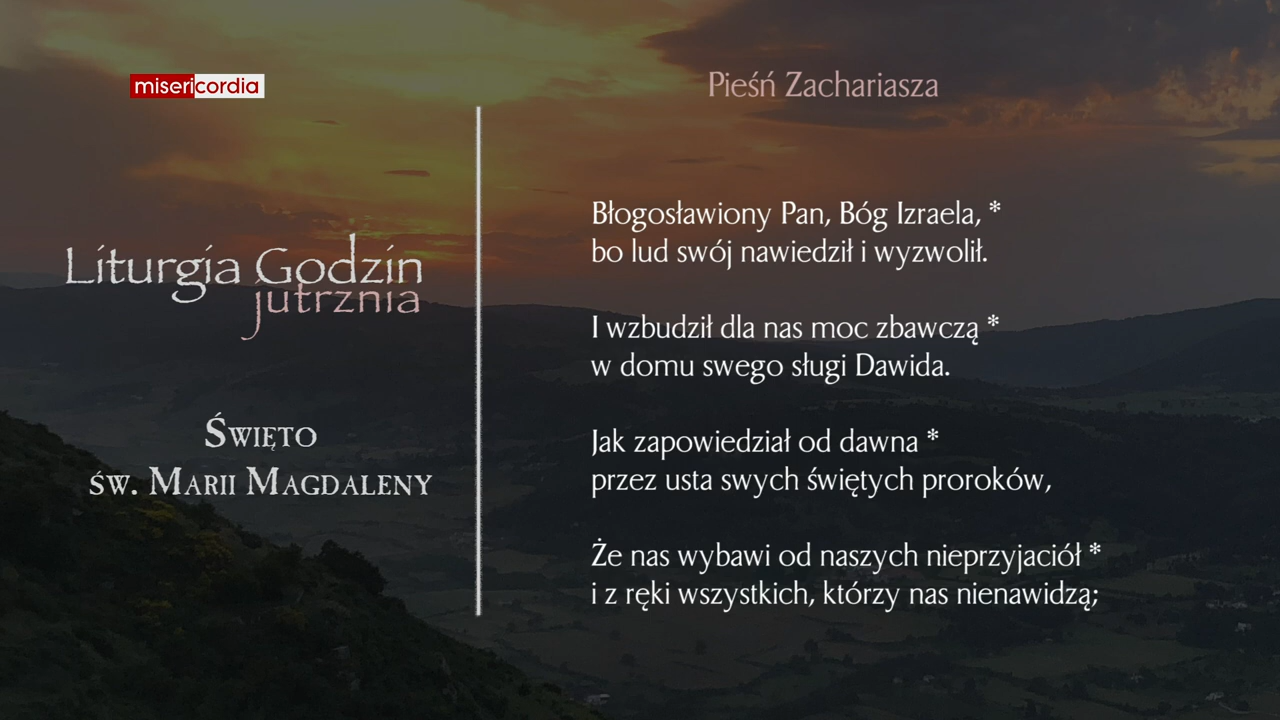 misericordia
Liturgia Godzin
jutrznia
Święto
św. Marii Magdaleny
Pieśń Zachariasza
Błogosławiony Pan, Bóg Izraela, *
bo lud swój nawiedził i wyzwolił.
I wzbudził dla nas moc zbawczą *
w domu swego sługi Dawida.
Jak zapowiedział od dawna *
przez usta swych świętych proroków,
Że nas wybawi od naszych nieprzyjaciół *
i z ręki wszystkich, którzy nas nienawidzą;